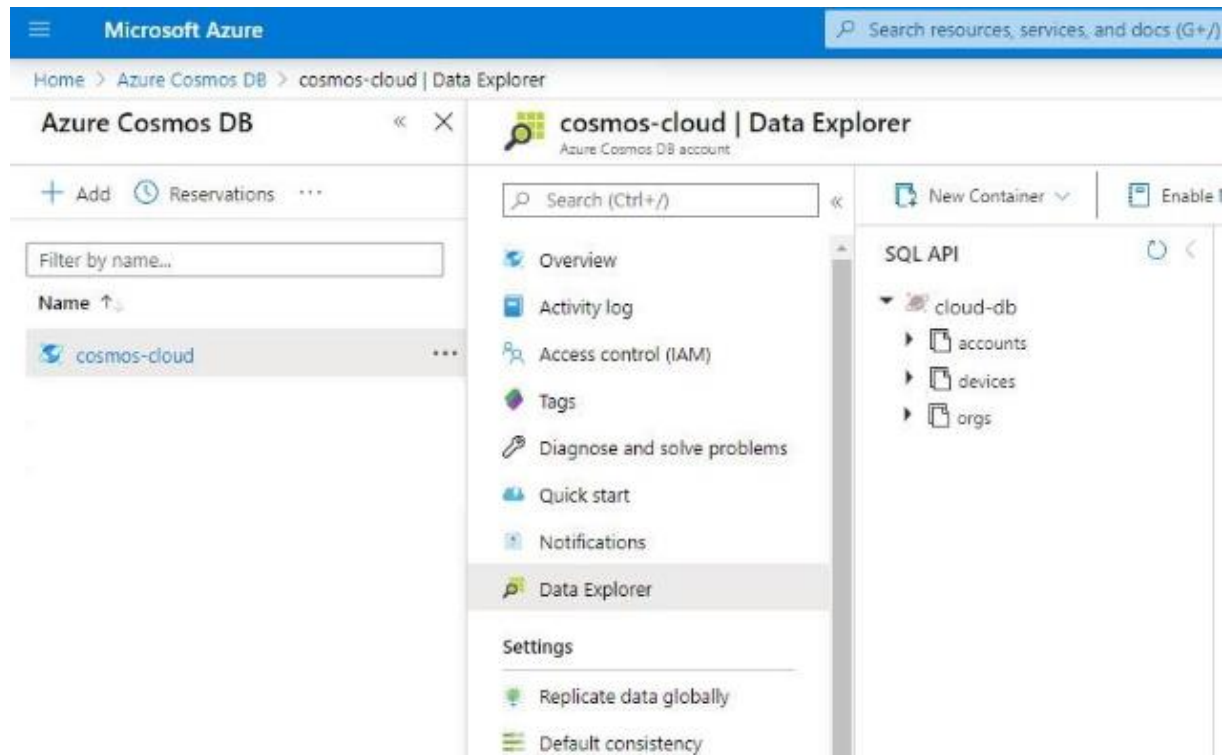 Microsoft Azure
Search resources, services, and docs (G+/)
Home > Azure Cosmos DB > cosmos-cloud | Data Explorer
Azure Cosmos DB
cosmos-cloud | Data Explorer
Azure Cosmos DB account
+ Add Reservations ...
Search (Ctrl+/)
New Container
Enable
Filter by name...
Name
cosmos-cloud ...
Overview
Activity log
Access control (IAM)
Tags
Diagnose and solve problems
Quick start
Notifications
Data Explorer
Settings
Replicate data globally
Default consistency
SQL API
cloud-db
accounts
devices
orgs